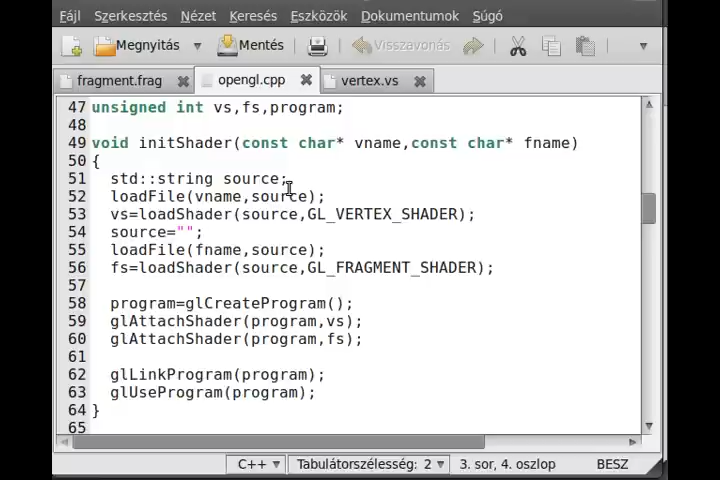 Fájl Szerkesztés Nézet Keresés Eszközök Dokumentumok Súgó
Megnyitás Mentés Visszavonás
fragment.frag opengl.cpp vertex.vs
47 unsigned int vs,fs,program;
48
49 void initShader(const char* vname,const char* fname)
50 {
51 std::string source;
52 loadFile(vname,source);
53 vs=loadShader(source,GL_VERTEX_SHADER);
54 source="";
55 loadFile(fname,source);
56 fs=loadShader(source,GL_FRAGMENT_SHADER);
57
58 program=glCreateProgram();
59 glAttachShader(program,vs);
60 glAttachShader(program,fs);
61
62 glLinkProgram(program);
63 glUseProgram(program);
64 }
65
C++ Tabulátorszélesség: 2 3. sor, 4. oszlop BESZ